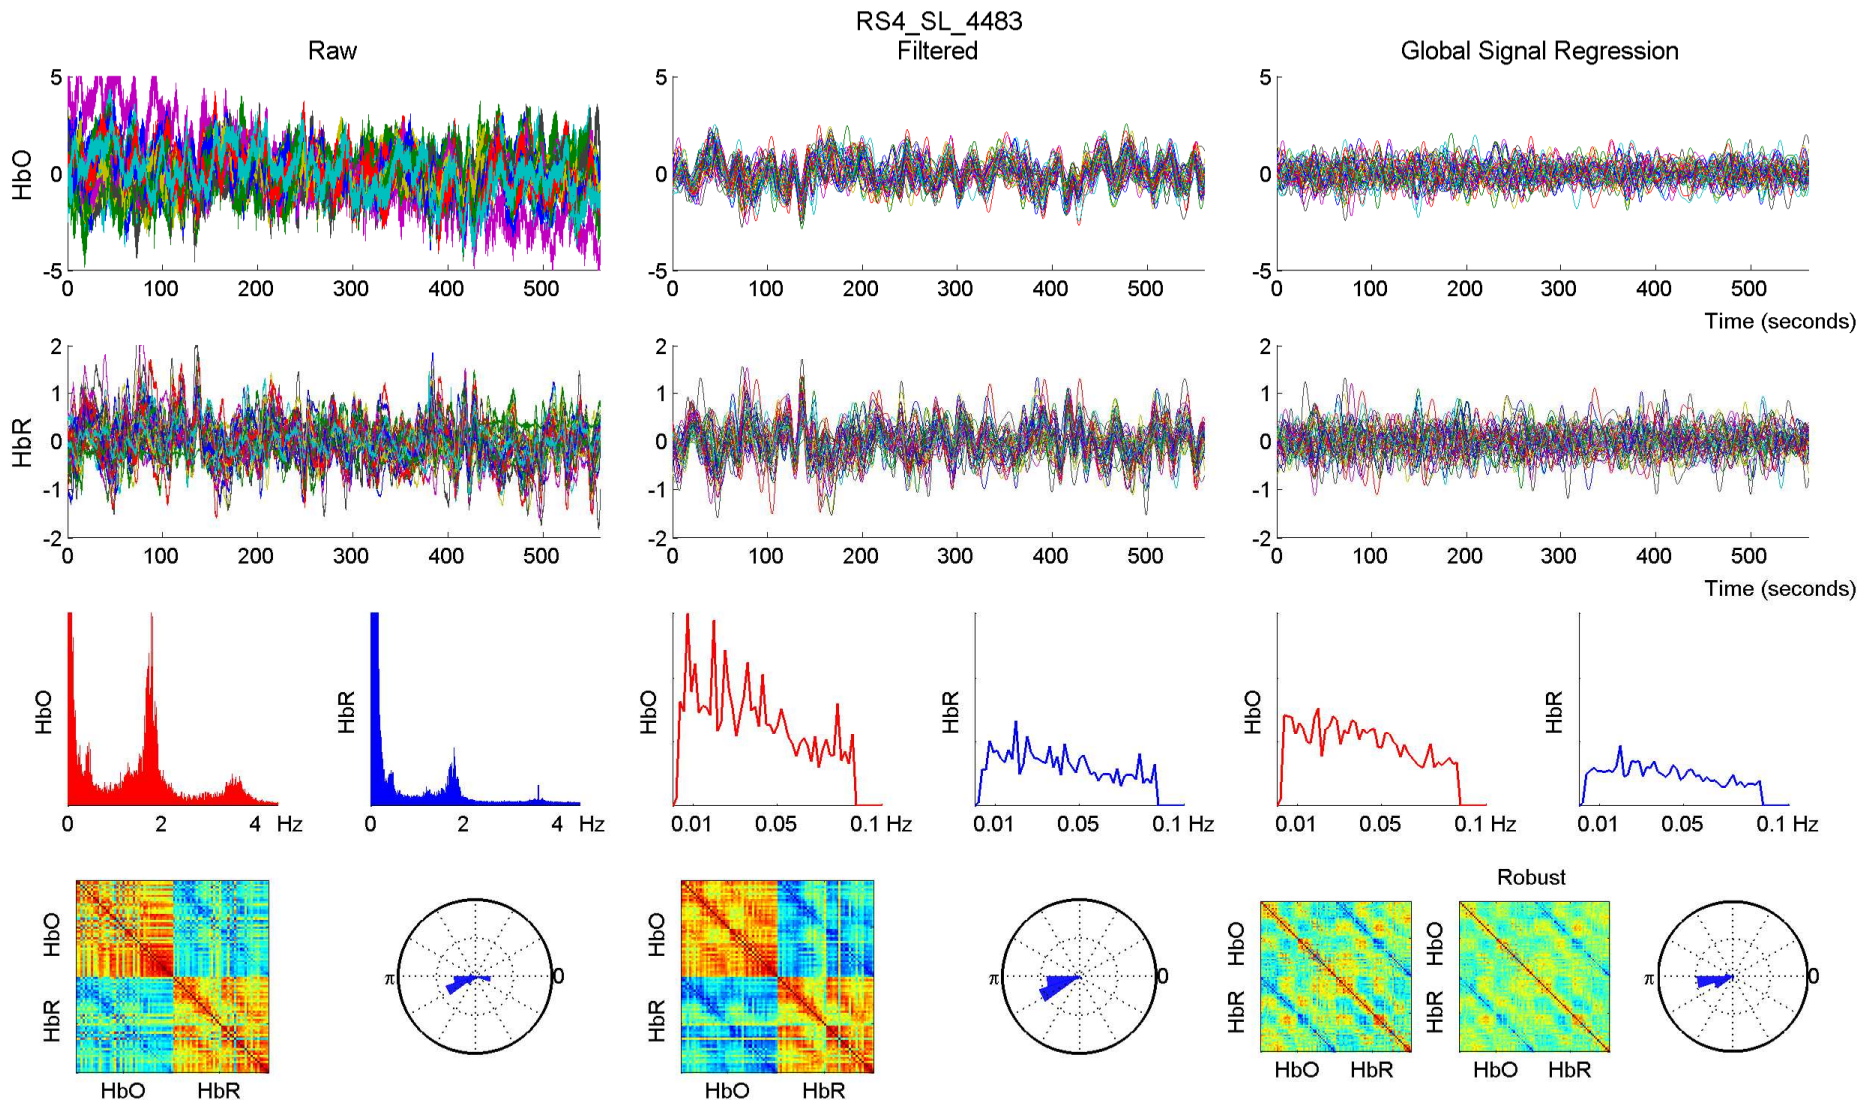 RS4_SL_4483
Raw
Filtered
Global Signal Regression
HbO
5
0
-5
0 100 200 300 400 500
5
0
-5
0 100 200 300 400 500
5
0
-5
0 100 200 300 400 500
Time (seconds)
HbR
2
1
0
-1
-2
0 100 200 300 400 500
2
1
0
-1
-2
0 100 200 300 400 500
2
1
0
-1
-2
0 100 200 300 400 500
Time (seconds)
HbO
0 2 4 Hz
HbR
0 2 4 Hz
HbO
0.01 0.05 0.1 Hz
HbR
0.01 0.05 0.1 Hz
HbO
0.01 0.05 0.1 Hz
HbR
0.01 0.05 0.1 Hz
HbO
HbR
HbO HbR
π 0
HbO
HbR
HbO HbR
π 0
HbO
HbR
HbO HbR
Robust
HbO
HbR
HbO HbR
π 0